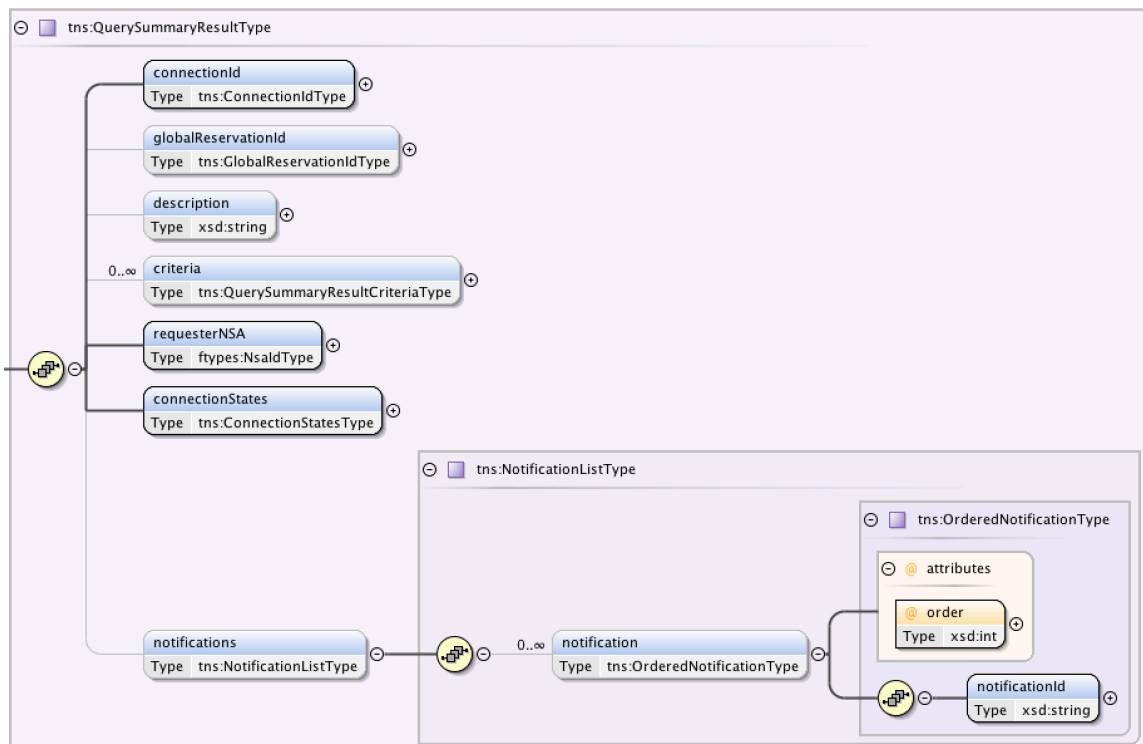 tns:QuerySummaryResultType
connectionId
Type tns:ConnectionIdType
globalReservationId
Type tns:GlobalReservationIdType
description
Type xsd:string
0..∞ criteria
Type tns:QuerySummaryResultCriteriaType
requesterNSA
Type ftypes:NsaIdType
connectionStates
Type tns:ConnectionStatesType
tns:NotificationListType
tns:OrderedNotificationType
@ attributes
@ order
Type xsd:int
notifications
Type tns:NotificationListType
0..∞ notification
Type tns:OrderedNotificationType
notificationId
Type xsd:string